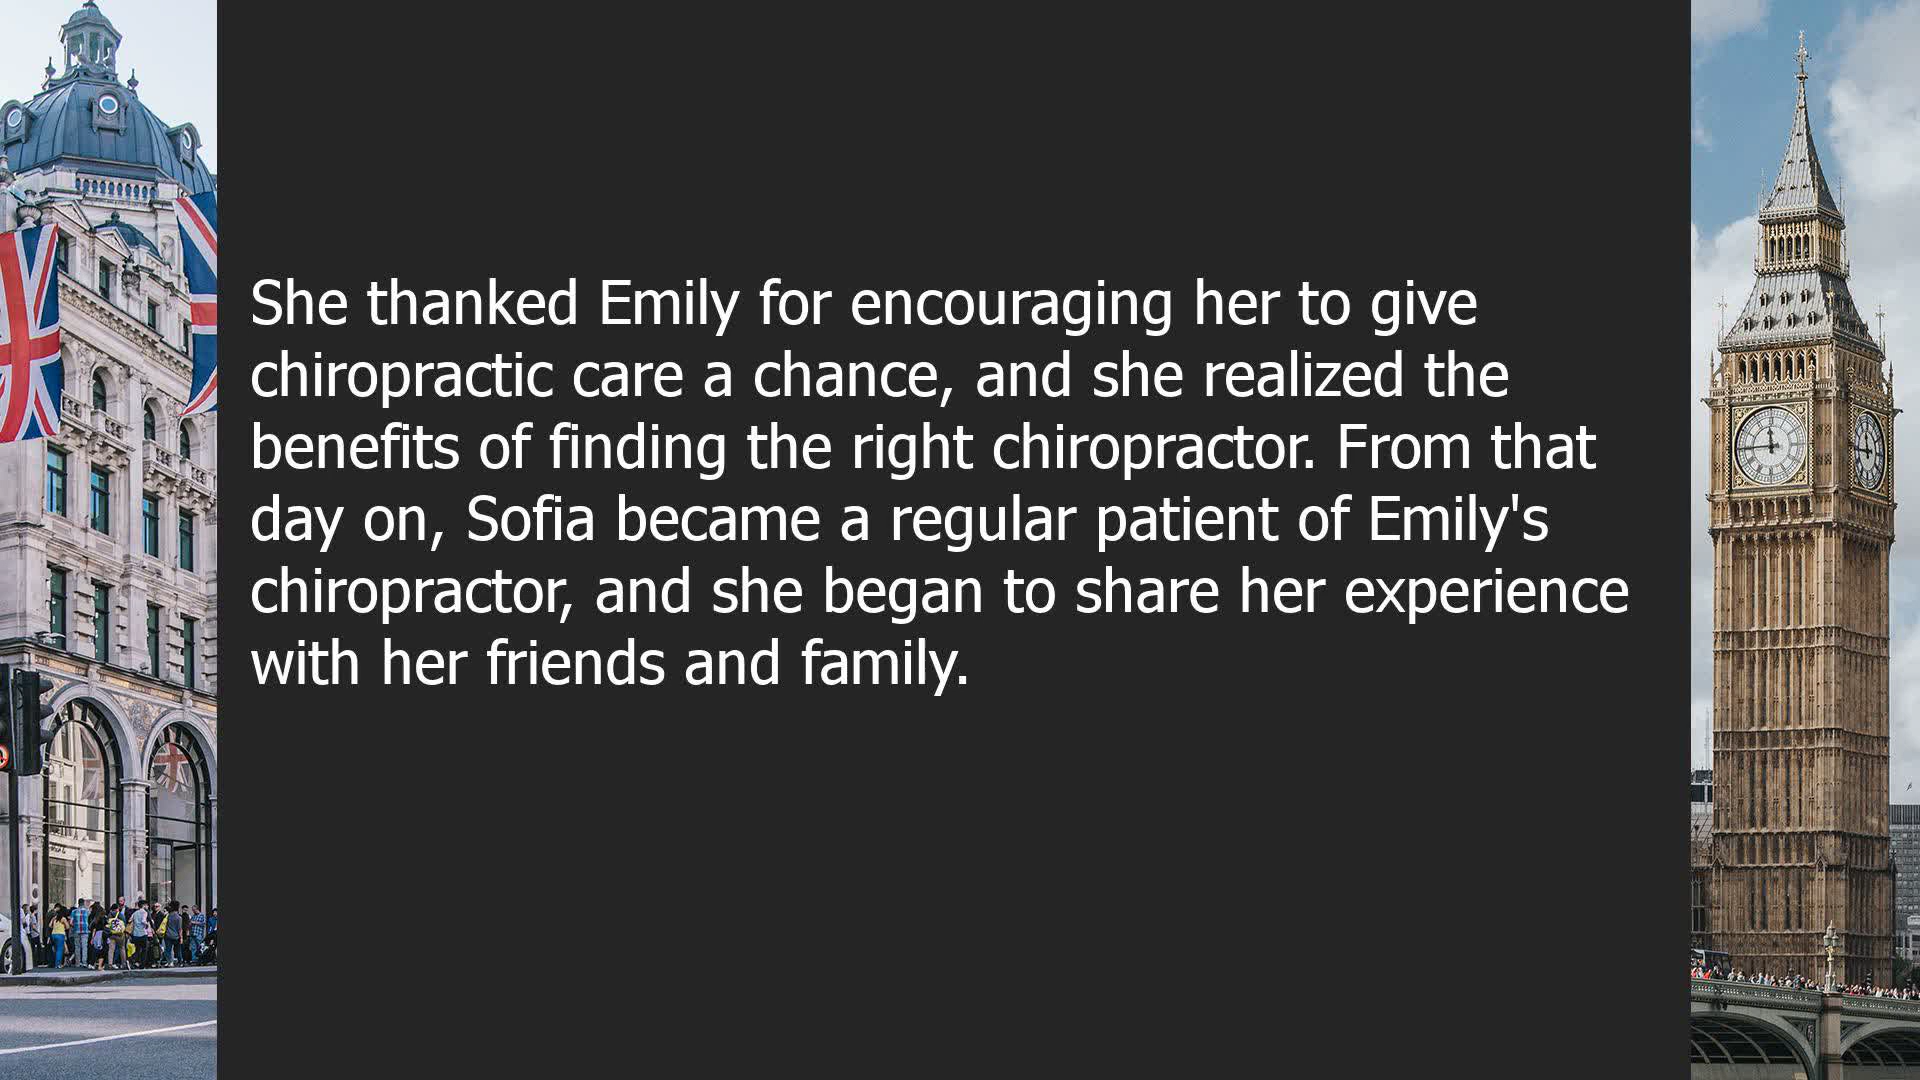 She thanked Emily for encouraging her to give
chiropractic care a chance, and she realized the
benefits of finding the right chiropractor. From that
day on, Sofia became a regular patient of Emily's
chiropractor, and she began to share her experience
with her friends and family.